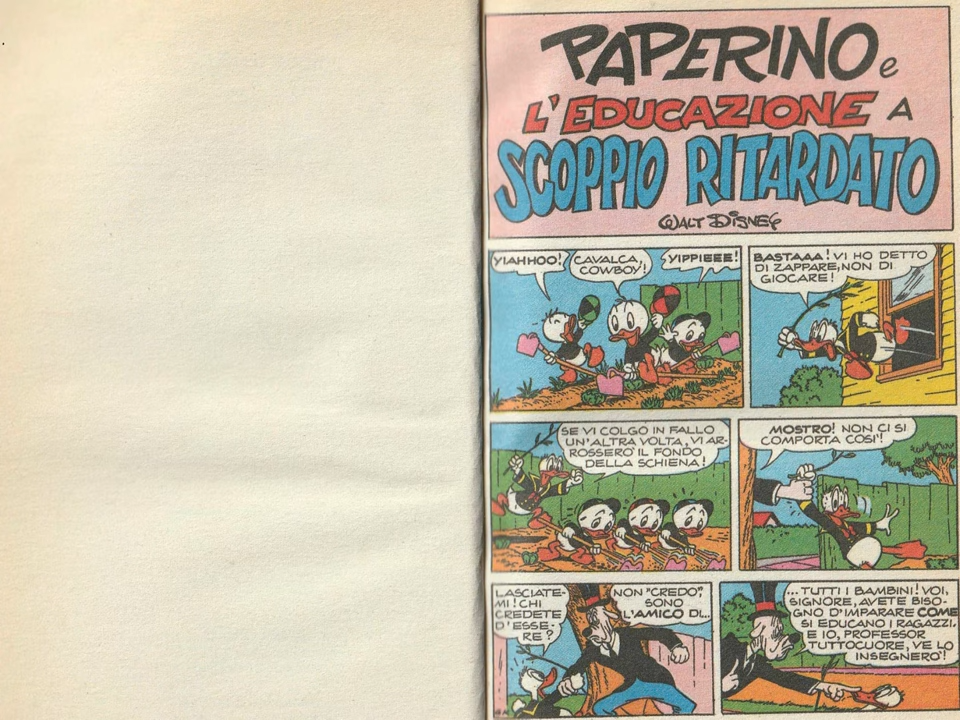 PAPERINO e
L'EDUCAZIONE A
SCOPPIO RITARDATO
WALT DISNEY
YIAHHOO!
CAVALCA,
COWBOY!
YIPPIEEE!
BASTAAA! VI HO DETTO
DI ZAPPARE, NON DI
GIOCARE!
SE VI COLGO IN FALLO
UN'ALTRA VOLTA, VI AR-
ROSSERO' IL FONDO
DELLA SCHIENA!
MOSTRO! NON CI SI
COMPORTA COSI'!
LASCIATE-
MI! CHI
CREDETE
D'ESSE-
RE?
NON "CREDO",
SONO
L'AMICO DI...
...TUTTI I BAMBINI! VOI,
SIGNORE, AVETE BISO-
GNO D'IMPARARE COME
SI EDUCANO I RAGAZZI,
E IO, PROFESSOR
TUTTOCUORE, VE LO
INSEGNERO'!